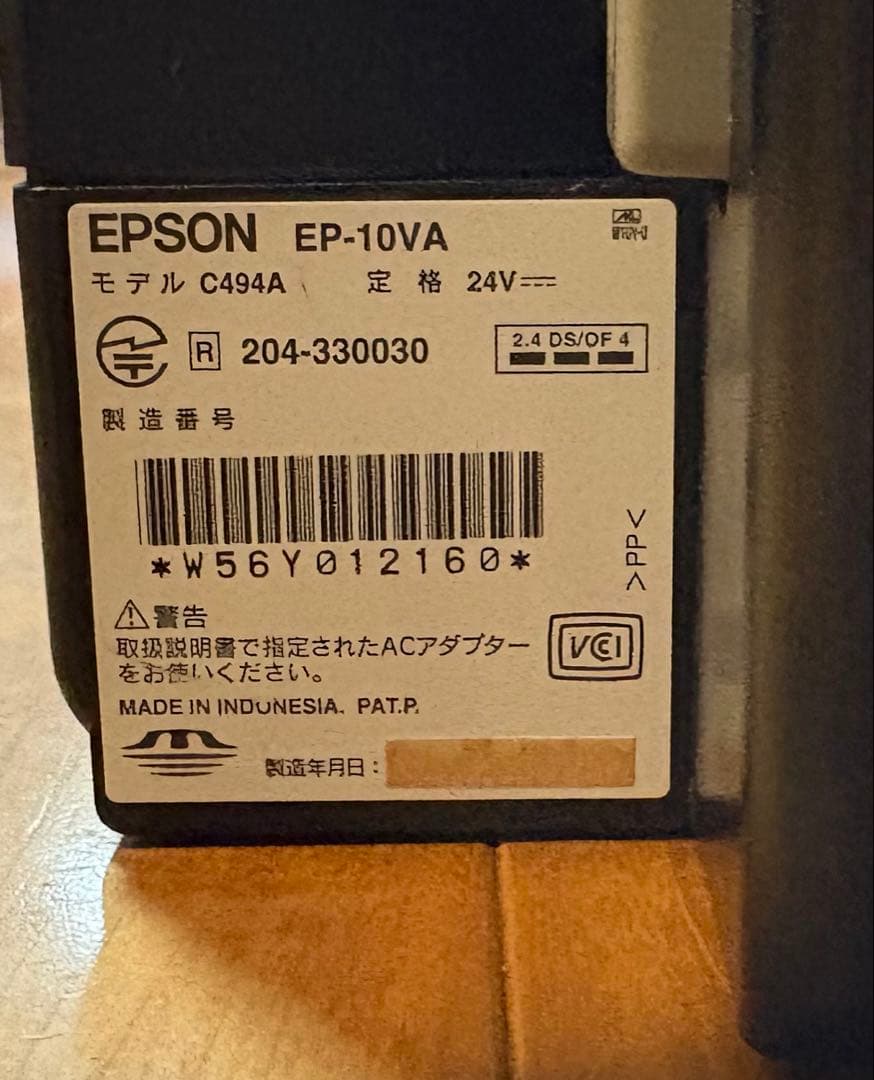 EPSON EP-10VA
モデル C494A 定格 24V⎓
R 204-330030
2.4 DS/OF 4
製造番号
*W56Y012160*
>PP<
⚠警告
取扱説明書で指定されたACアダプター
をお使いください。
VCCI
MADE IN INDONESIA. PAT.P.
製造年月日: